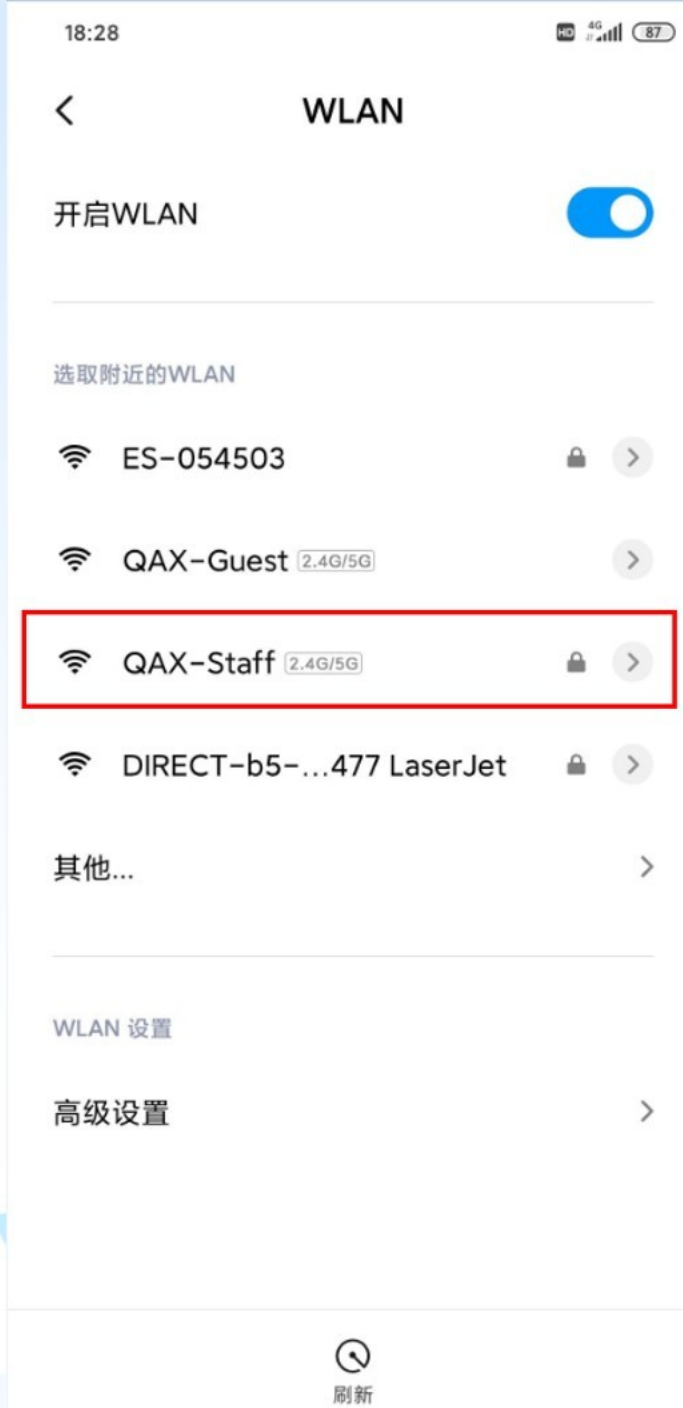 18:28 HD 4G 87
WLAN
开启WLAN
选取附近的WLAN
ES-054503
QAX-Guest 2.4G/5G
QAX-Staff 2.4G/5G
DIRECT-b5-...477 LaserJet
其他...
WLAN 设置
高级设置
刷新